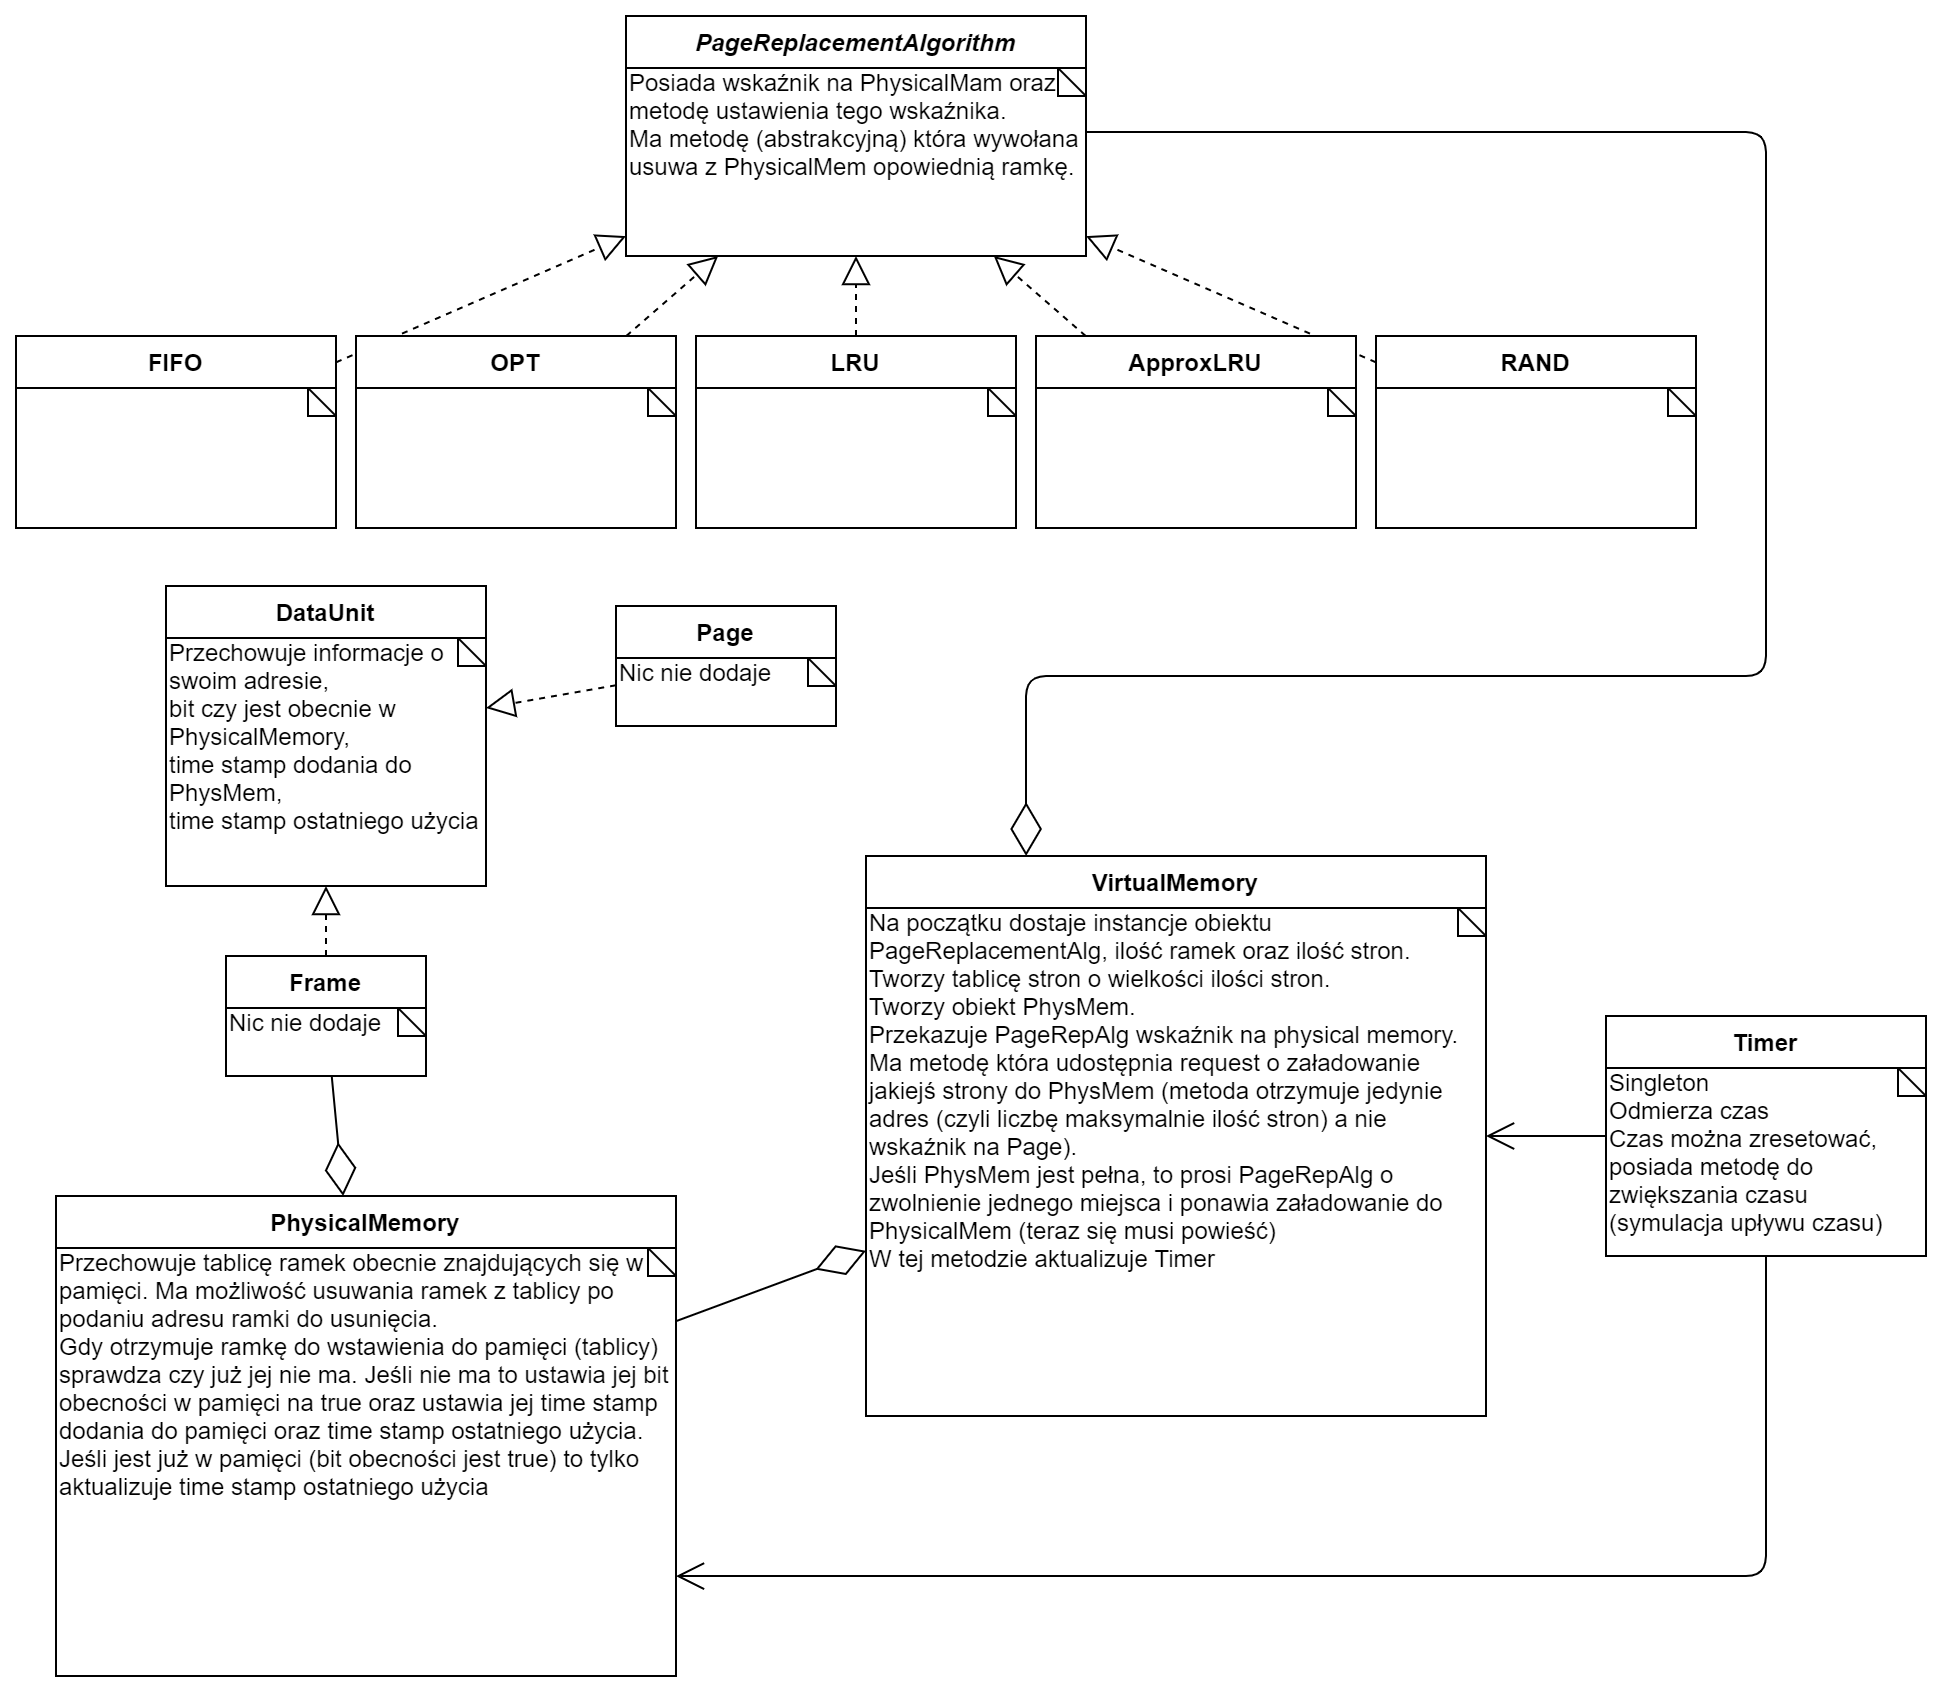 PageReplacementAlgorithm
Posiada wskaźnik na PhysicalMam oraz
metodę ustawienia tego wskaźnika.
Ma metodę (abstrakcyjną) która wywołana
usuwa z PhysicalMem opowiednią ramkę.
FIFO
OPT
LRU
ApproxLRU
RAND
DataUnit
Przechowuje informacje o
swoim adresie,
bit czy jest obecnie w
PhysicalMemory,
time stamp dodania do
PhysMem,
time stamp ostatniego użycia
Page
Nic nie dodaje
Frame
Nic nie dodaje
VirtualMemory
Na początku dostaje instancje obiektu
PageReplacementAlg, ilość ramek oraz ilość stron.
Tworzy tablicę stron o wielkości ilości stron.
Tworzy obiekt PhysMem.
Przekazuje PageRepAlg wskaźnik na physical memory.
Ma metodę która udostępnia request o załadowanie
jakiejś strony do PhysMem (metoda otrzymuje jedynie
adres (czyli liczbę maksymalnie ilość stron) a nie
wskaźnik na Page).
Jeśli PhysMem jest pełna, to prosi PageRepAlg o
zwolnienie jednego miejsca i ponawia załadowanie do
PhysicalMem (teraz się musi powieść)
W tej metodzie aktualizuje Timer
Timer
Singleton
Odmierza czas
Czas można zresetować,
posiada metodę do
zwiększania czasu
(symulacja upływu czasu)
PhysicalMemory
Przechowuje tablicę ramek obecnie znajdujących się w
pamięci. Ma możliwość usuwania ramek z tablicy po
podaniu adresu ramki do usunięcia.
Gdy otrzymuje ramkę do wstawienia do pamięci (tablicy)
sprawdza czy już jej nie ma. Jeśli nie ma to ustawia jej bit
obecności w pamięci na true oraz ustawia jej time stamp
dodania do pamięci oraz time stamp ostatniego użycia.
Jeśli jest już w pamięci (bit obecności jest true) to tylko
aktualizuje time stamp ostatniego użycia